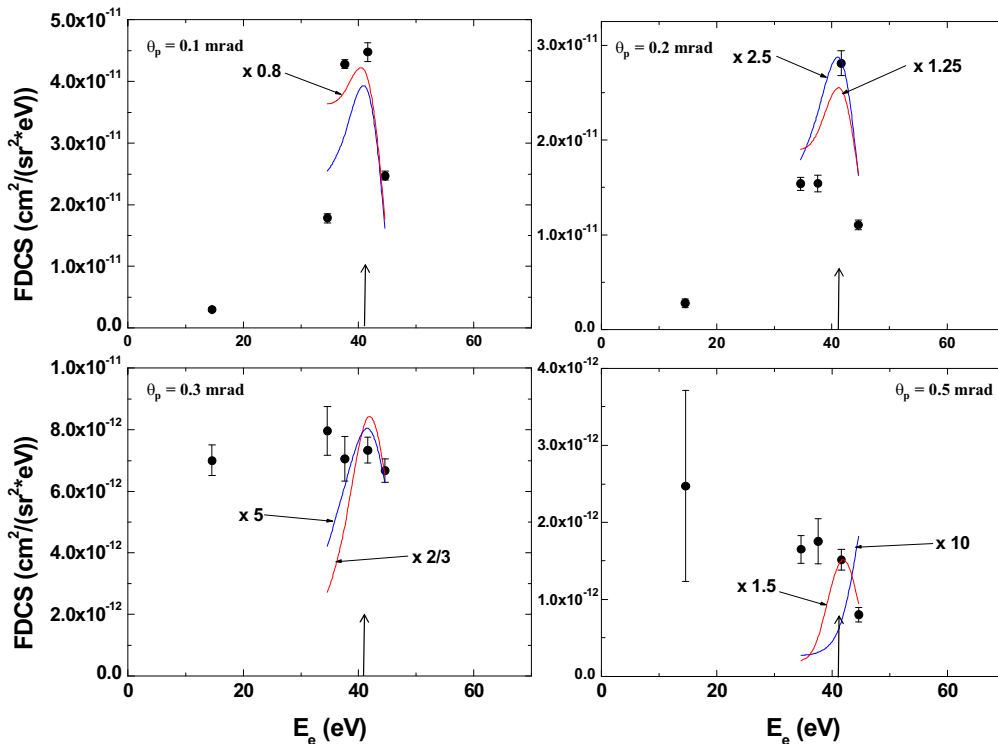 5.0x10⁻¹¹
4.0x10⁻¹¹
3.0x10⁻¹¹
2.0x10⁻¹¹
1.0x10⁻¹¹
0.0
θp = 0.1 mrad
x 0.8
0 20 40 60
FDCS (cm²/(sr²*eV))
3.0x10⁻¹¹
2.0x10⁻¹¹
1.0x10⁻¹¹
0.0
θp = 0.2 mrad
x 2.5
x 1.25
0 20 40 60
1.0x10⁻¹¹
8.0x10⁻¹²
6.0x10⁻¹²
4.0x10⁻¹²
2.0x10⁻¹²
0.0
θp = 0.3 mrad
x 5
x 2/3
0 20 40 60
FDCS (cm²/(sr²*eV))
Ee (eV)
4.0x10⁻¹²
3.0x10⁻¹²
2.0x10⁻¹²
1.0x10⁻¹²
0.0
θp = 0.5 mrad
x 10
x 1.5
0 20 40 60
Ee (eV)